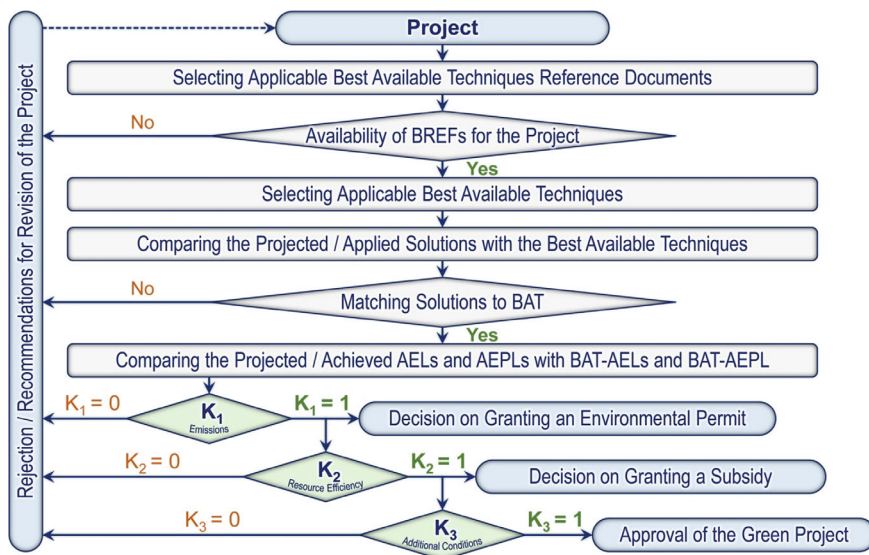 Project
Rejection / Recommendations for Revision of the Project
Selecting Applicable Best Available Techniques Reference Documents
No
Availability of BREFs for the Project
Yes
Selecting Applicable Best Available Techniques
Comparing the Projected / Applied Solutions with the Best Available Techniques
No
Matching Solutions to BAT
Yes
Comparing the Projected / Achieved AELs and AEPLs with BAT-AELs and BAT-AEPL
K₁ = 0
K₁
Emissions
K₁ = 1
Decision on Granting an Environmental Permit
K₂ = 0
K₂
Resource Efficiency
K₂ = 1
Decision on Granting a Subsidy
K₃ = 0
K₃
Additional Conditions
K₃ = 1
Approval of the Green Project